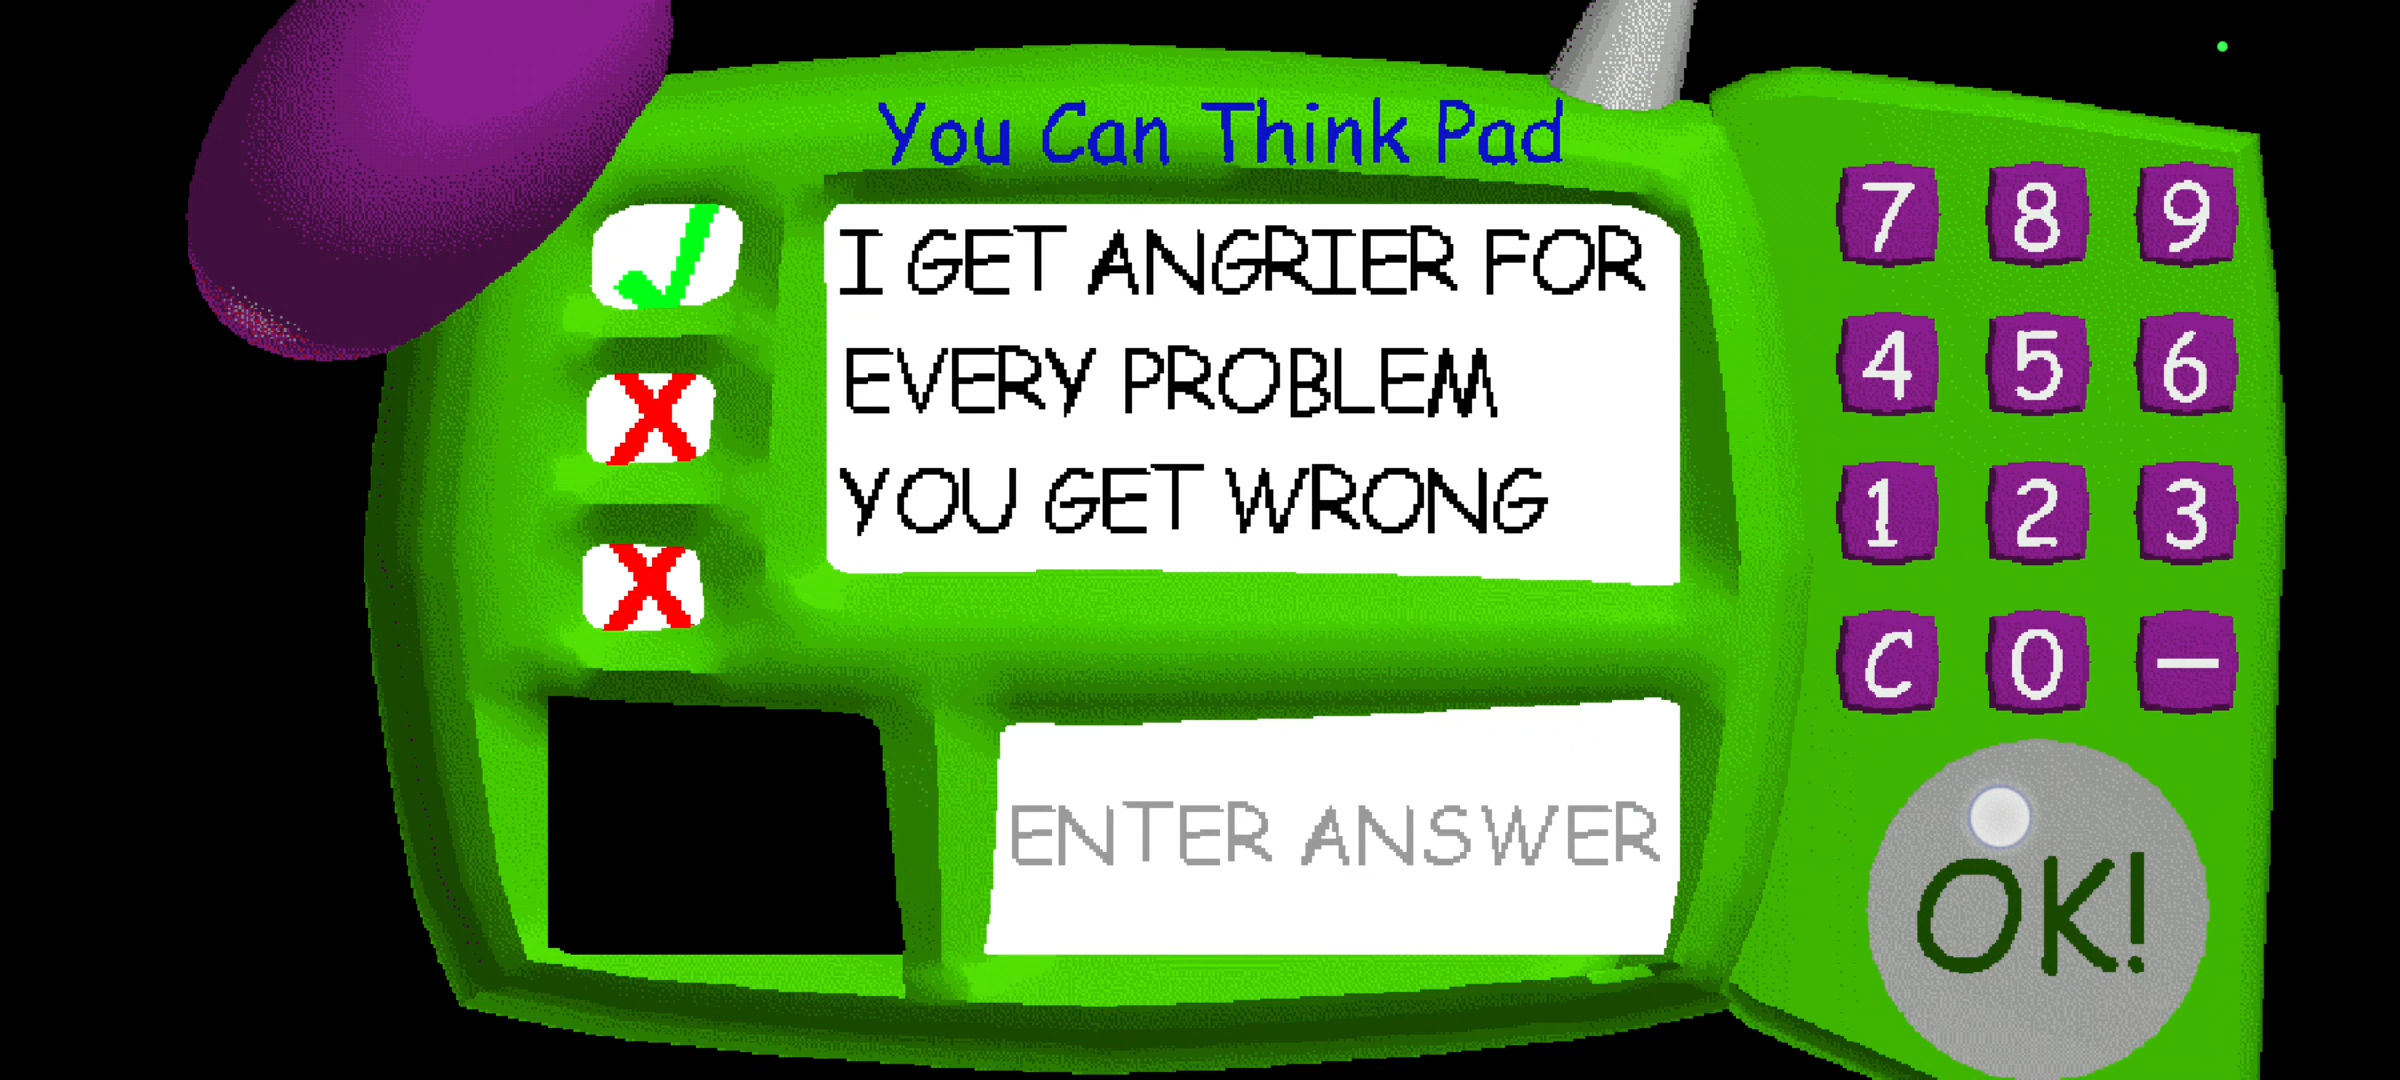 You Can Think Pad
I GET ANGRIER FOR
EVERY PROBLEM
YOU GET WRONG
ENTER ANSWER
7 8 9
4 5 6
1 2 3
C 0 —
OK!